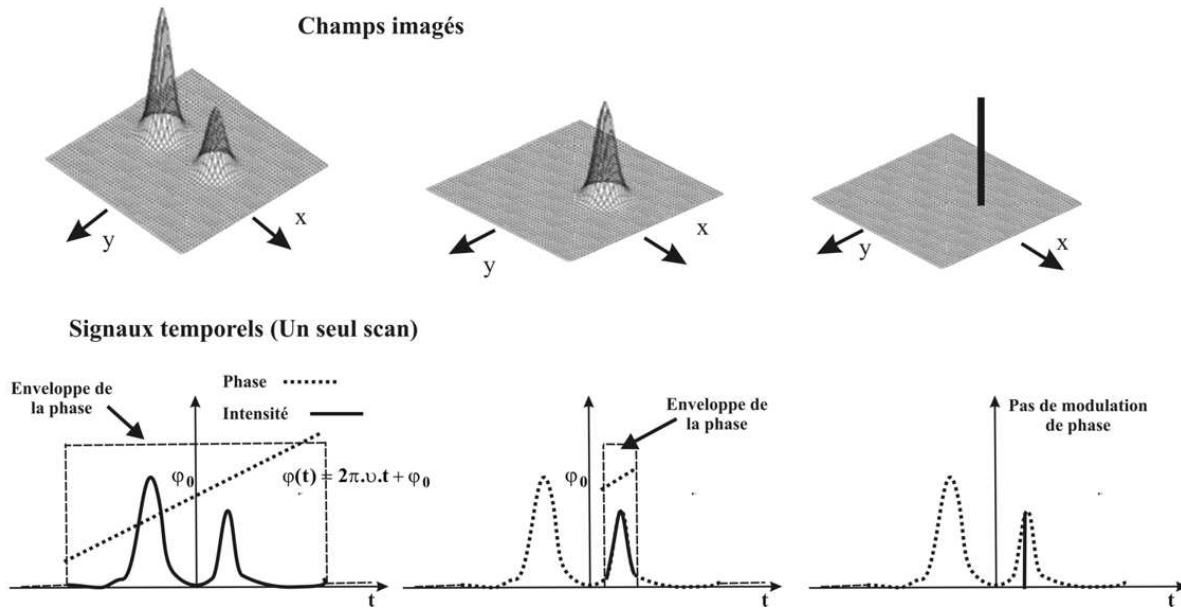 Champs imagés
y
x
y
x
y
x
Signaux temporels (Un seul scan)
Enveloppe de
la phase
Phase
Intensité
φ₀
φ(t) = 2π.υ.t + φ₀
t
Enveloppe de
la phase
φ₀
t
Pas de modulation
de phase
t